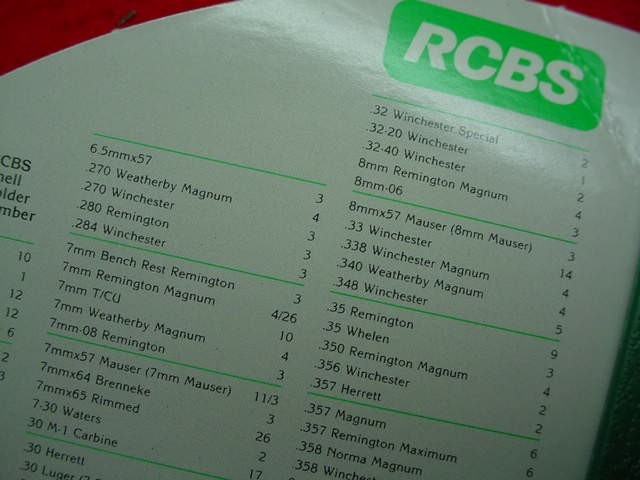 RCBS
CBS
hell
older
mber
10
1
12
12
6
2
3
6.5mmx57 3
.270 Weatherby Magnum 4
.270 Winchester 3
.280 Remington 3
.284 Winchester 3
7mm Bench Rest Remington 3
7mm Remington Magnum 4/26
7mm T/CU 10
7mm Weatherby Magnum 4
7mm-08 Remington 3
7mmx57 Mauser (7mm Mauser) 11/3
7mmx64 Brenneke 3
7mmx65 Rimmed 26
7-30 Waters 2
.30 M-1 Carbine 17
.30 Herrett
.30 Luger
.32 Winchester Special 2
.32-20 Winchester 1
.32-40 Winchester 2
8mm Remington Magnum 4
8mm-06 3
8mmx57 Mauser (8mm Mauser) 3
.33 Winchester 14
.338 Winchester Magnum 4
.340 Weatherby Magnum 4
.348 Winchester 5
.35 Remington 9
.35 Whelen 3
.350 Remington Magnum 4
.356 Winchester 2
.357 Herrett 2
.357 Magnum 6
.357 Remington Maximum 6
.358 Norma Magnum
.358 Winches